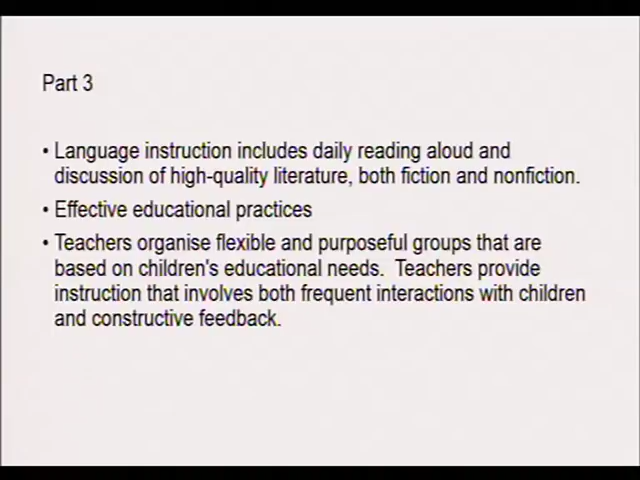 Part 3
• Language instruction includes daily reading aloud and
discussion of high-quality literature, both fiction and nonfiction.
• Effective educational practices
• Teachers organise flexible and purposeful groups that are
based on children's educational needs.  Teachers provide
instruction that involves both frequent interactions with children
and constructive feedback.